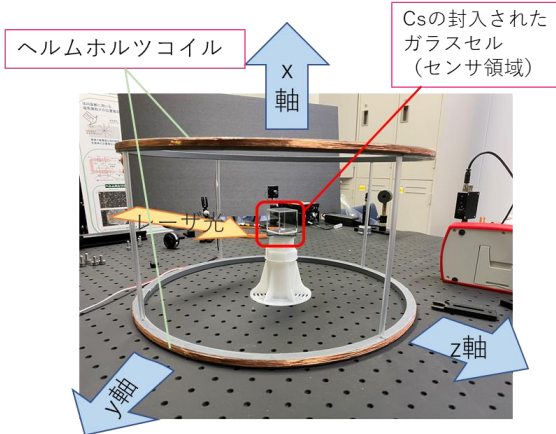 ヘルムホルツコイル
x
軸
Csの封入された
ガラスセル
（センサ領域）
レーザ光
z軸
y軸